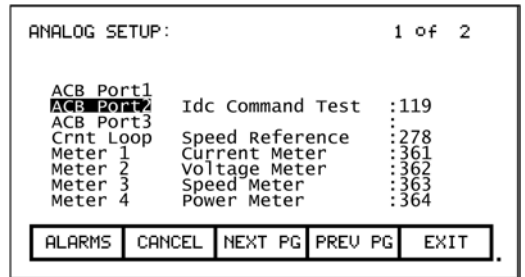 ANALOG SETUP: 1 of 2
ACB Port1
ACB Port2 Idc Command Test :119
ACB Port3 :
Crnt Loop Speed Reference :278
Meter 1 Current Meter :361
Meter 2 Voltage Meter :362
Meter 3 Speed Meter :363
Meter 4 Power Meter :364
ALARMS CANCEL NEXT PG PREV PG EXIT .